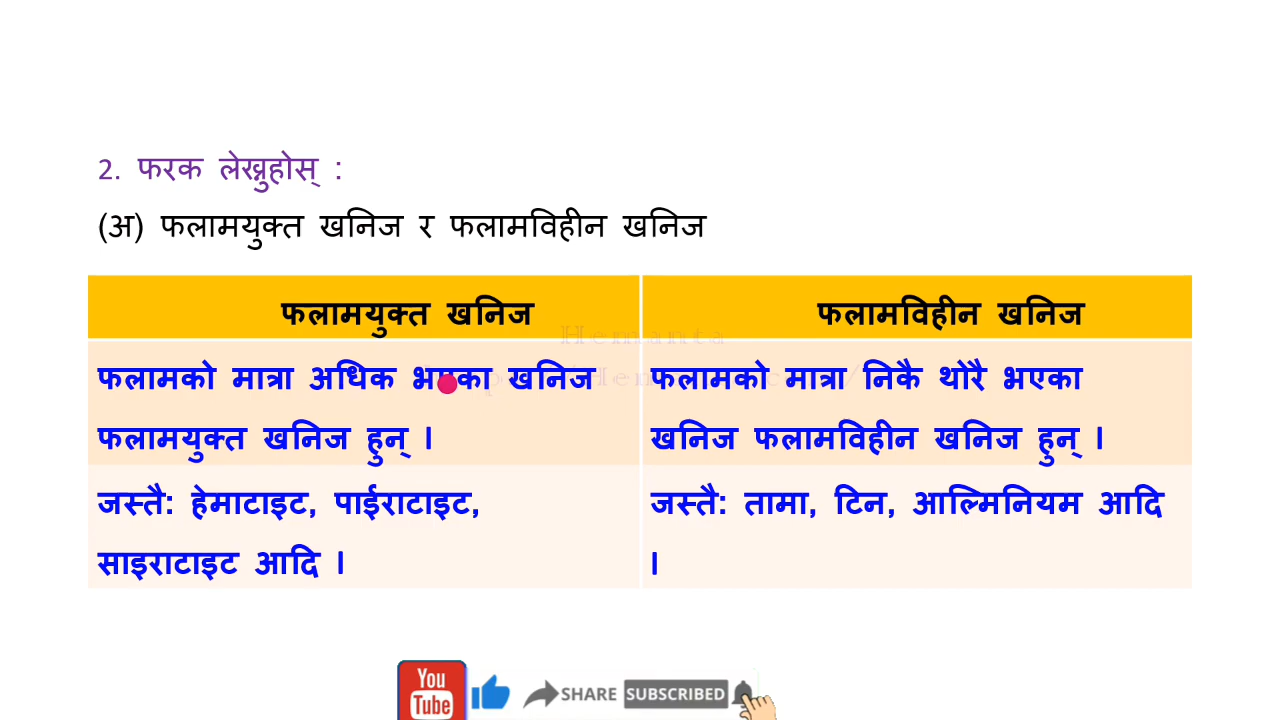 2. फरक लेख्नुहोस् :
(अ) फलामयुक्त खनिज र फलामविहीन खनिज
फलामयुक्त खनिज
फलामविहीन खनिज
फलामको मात्रा अधिक भएका खनिज
फलामयुक्त खनिज हुन् ।
फलामको मात्रा निकै थोरै भएका
खनिज फलामविहीन खनिज हुन् ।
जस्तै: हेमाटाइट, पाईराटाइट,
साइराटाइट आदि ।
जस्तै: तामा, टिन, आल्मिनियम आदि
।
Hemanta
You
Tube
SHARE
SUBSCRIBED